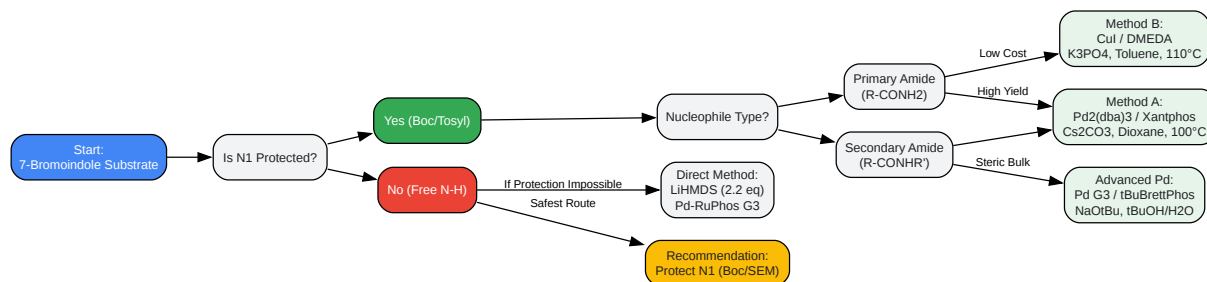 Start:
7-Bromoindole Substrate
Is N1 Protected?
Yes (Boc/Tosyl)
No (Free N-H)
If Protection Impossible
Safest Route
Nucleophile Type?
Direct Method:
LiHMDS (2.2 eq)
Pd-RuPhos G3
Recommendation:
Protect N1 (Boc/SEM)
Primary Amide
(R-CONH2)
Secondary Amide
(R-CONHR')
Low Cost
High Yield
Steric Bulk
Method B:
CuI / DMEDA
K3PO4, Toluene, 110°C
Method A:
Pd2(dba)3 / Xantphos
Cs2CO3, Dioxane, 100°C
Advanced Pd:
Pd G3 / tBuBrettPhos
NaOtBu, tBuOH/H2O